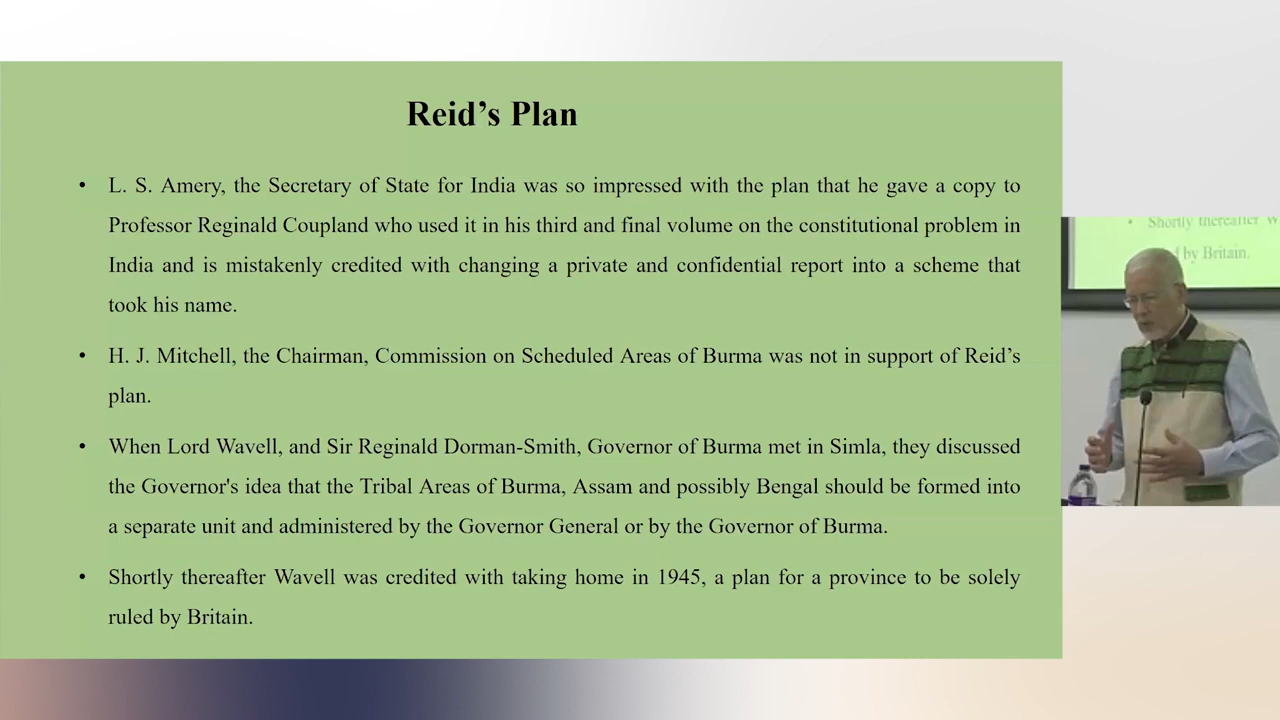 Reid’s Plan
• L. S. Amery, the Secretary of State for India was so impressed with the plan that he gave a copy to
Professor Reginald Coupland who used it in his third and final volume on the constitutional problem in
India and is mistakenly credited with changing a private and confidential report into a scheme that
took his name.
• H. J. Mitchell, the Chairman, Commission on Scheduled Areas of Burma was not in support of Reid’s
plan.
• When Lord Wavell, and Sir Reginald Dorman-Smith, Governor of Burma met in Simla, they discussed
the Governor's idea that the Tribal Areas of Burma, Assam and possibly Bengal should be formed into
a separate unit and administered by the Governor General or by the Governor of Burma.
• Shortly thereafter Wavell was credited with taking home in 1945, a plan for a province to be solely
ruled by Britain.
• Shortly thereafter W
by Britain.